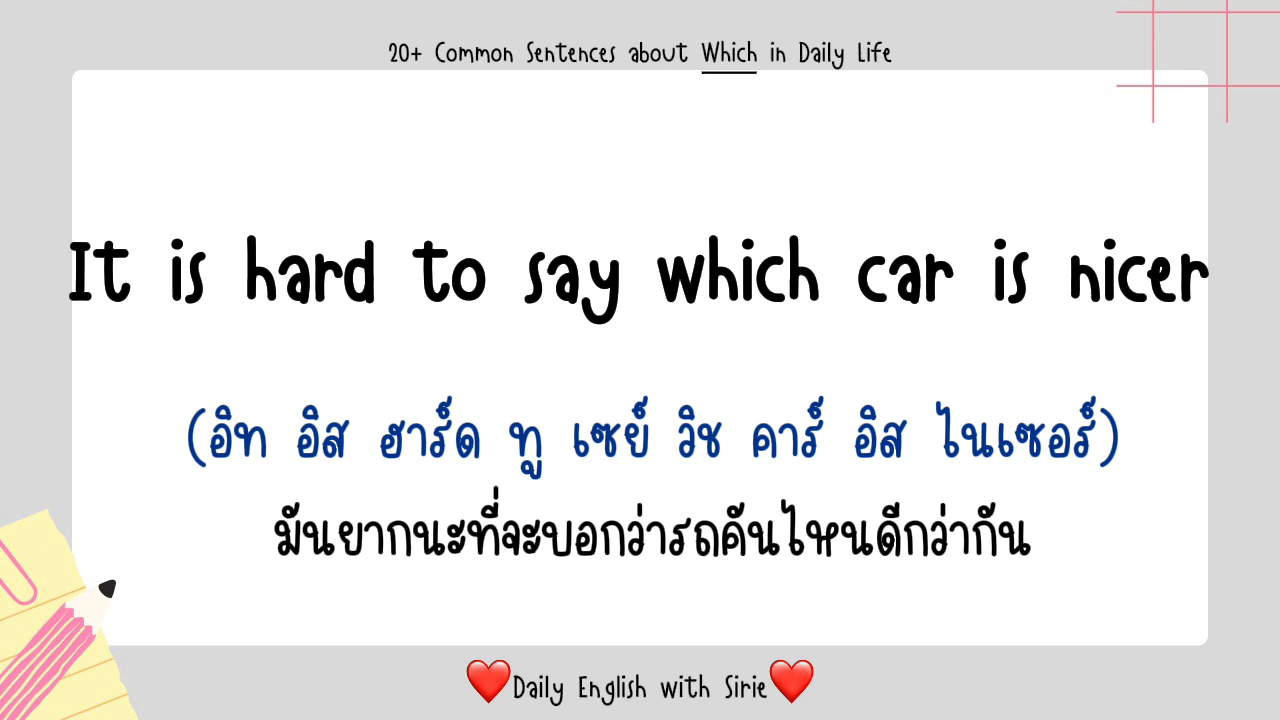 20+ Common Sentences about Which in Daily Life
It is hard to say which car is nicer
(อิท อิส ฮาร์ด ทู เซย์ วิช คาร์ อิส ไนเซอร์)
มันยากนะที่จะบอกว่ารถคันไหนดีกว่ากัน
❤️Daily English with Sirie❤️